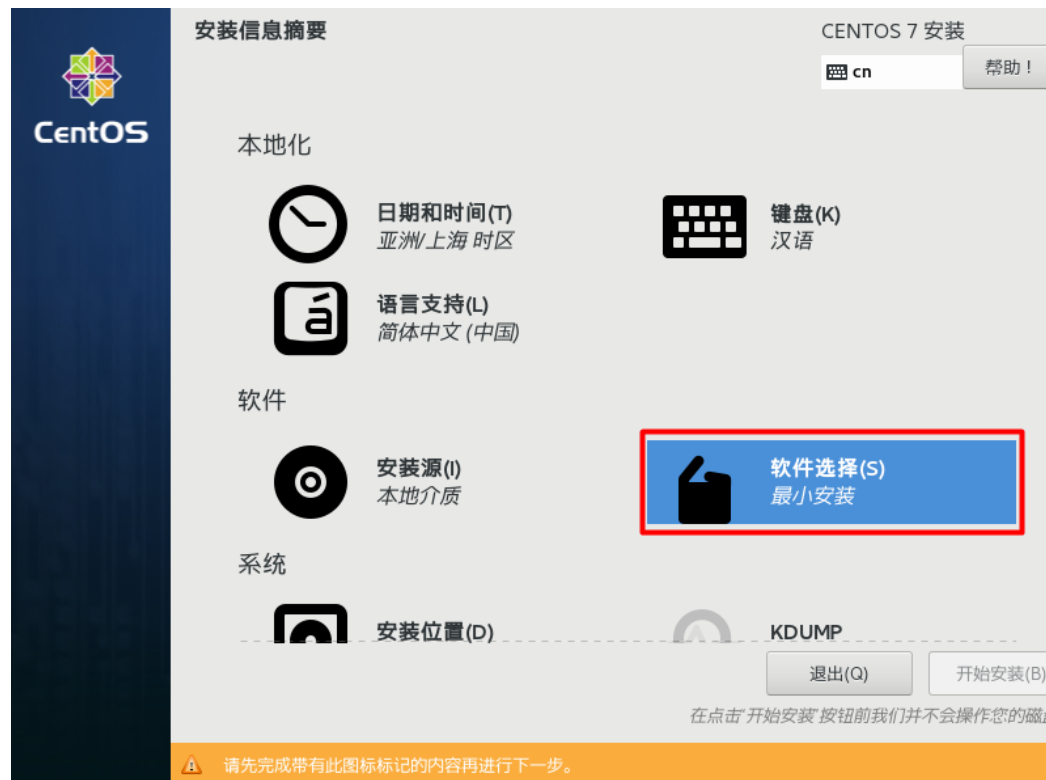 安装信息摘要
CENTOS 7 安装
cn
帮助！
CentOS
本地化
日期和时间(T)
亚洲/上海 时区
键盘(K)
汉语
á
语言支持(L)
简体中文 (中国)
软件
安装源(I)
本地介质
软件选择(S)
最小安装
系统
安装位置(D)
KDUMP
退出(Q)
开始安装(B)
在点击"开始安装"按钮前我们并不会操作您的磁
请先完成带有此图标标记的内容再进行下一步。